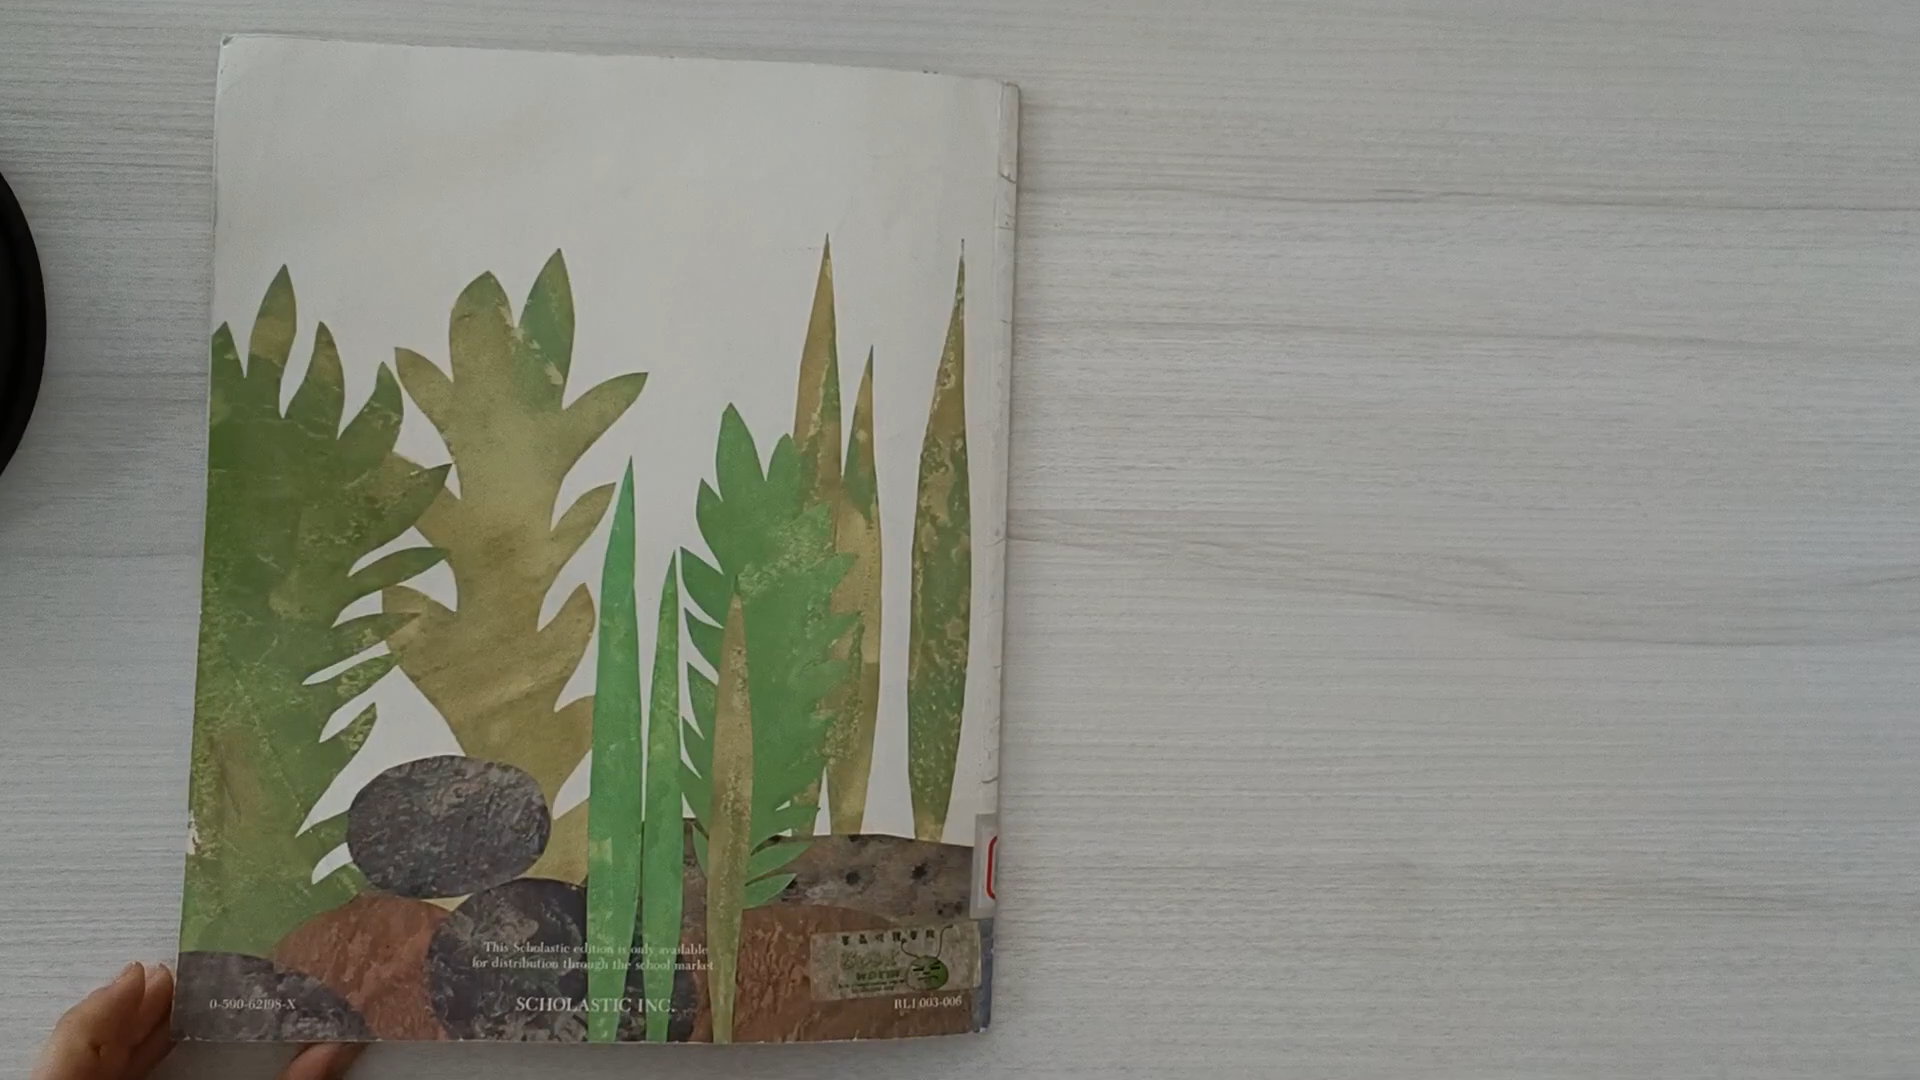 This Scholastic edition is only available
for distribution through the school market.
0-590-62198-X
SCHOLASTIC INC.
RL1 003-006